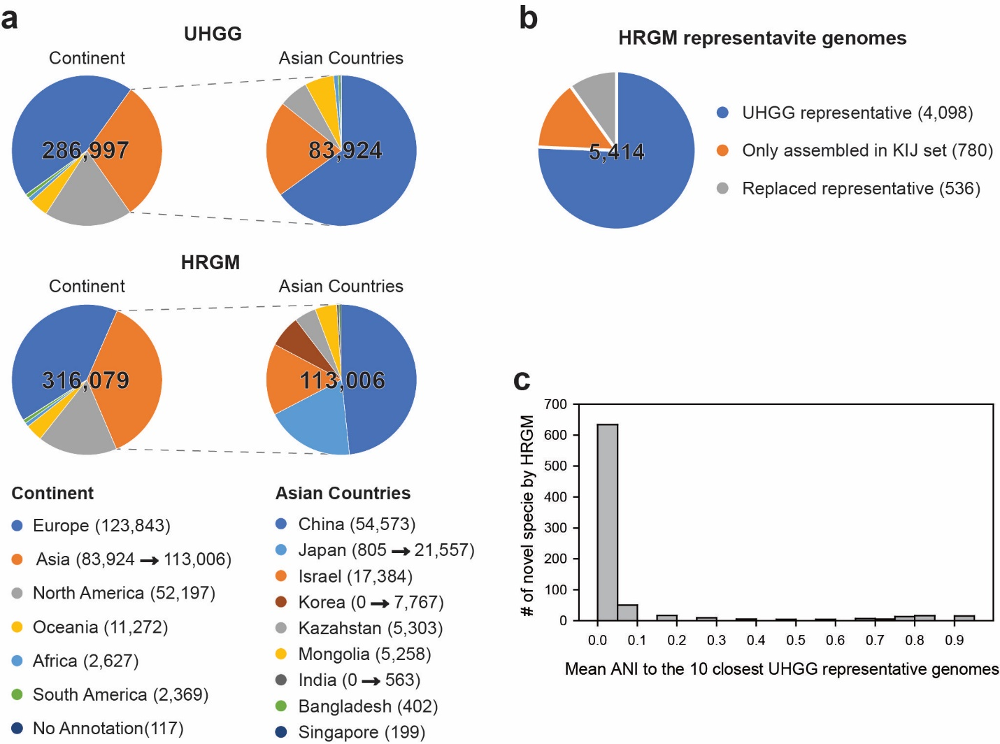 a
UHGG
Continent
Asian Countries
286,997
83,924
HRGM
Continent
Asian Countries
316,079
113,006
Continent
Europe (123,843)
Asia (83,924 → 113,006)
North America (52,197)
Oceania (11,272)
Africa (2,627)
South America (2,369)
No Annotation(117)
Asian Countries
China (54,573)
Japan (805 → 21,557)
Israel (17,384)
Korea (0 → 7,767)
Kazahstan (5,303)
Mongolia (5,258)
India (0 → 563)
Bangladesh (402)
Singapore (199)
b
HRGM representavite genomes
5,414
UHGG representative (4,098)
Only assembled in KIJ set (780)
Replaced representative (536)
c
# of novel specie by HRGM
700
600
500
400
300
200
100
0
0.0 0.1 0.2 0.3 0.4 0.5 0.6 0.7 0.8 0.9
Mean ANI to the 10 closest UHGG representative genomes